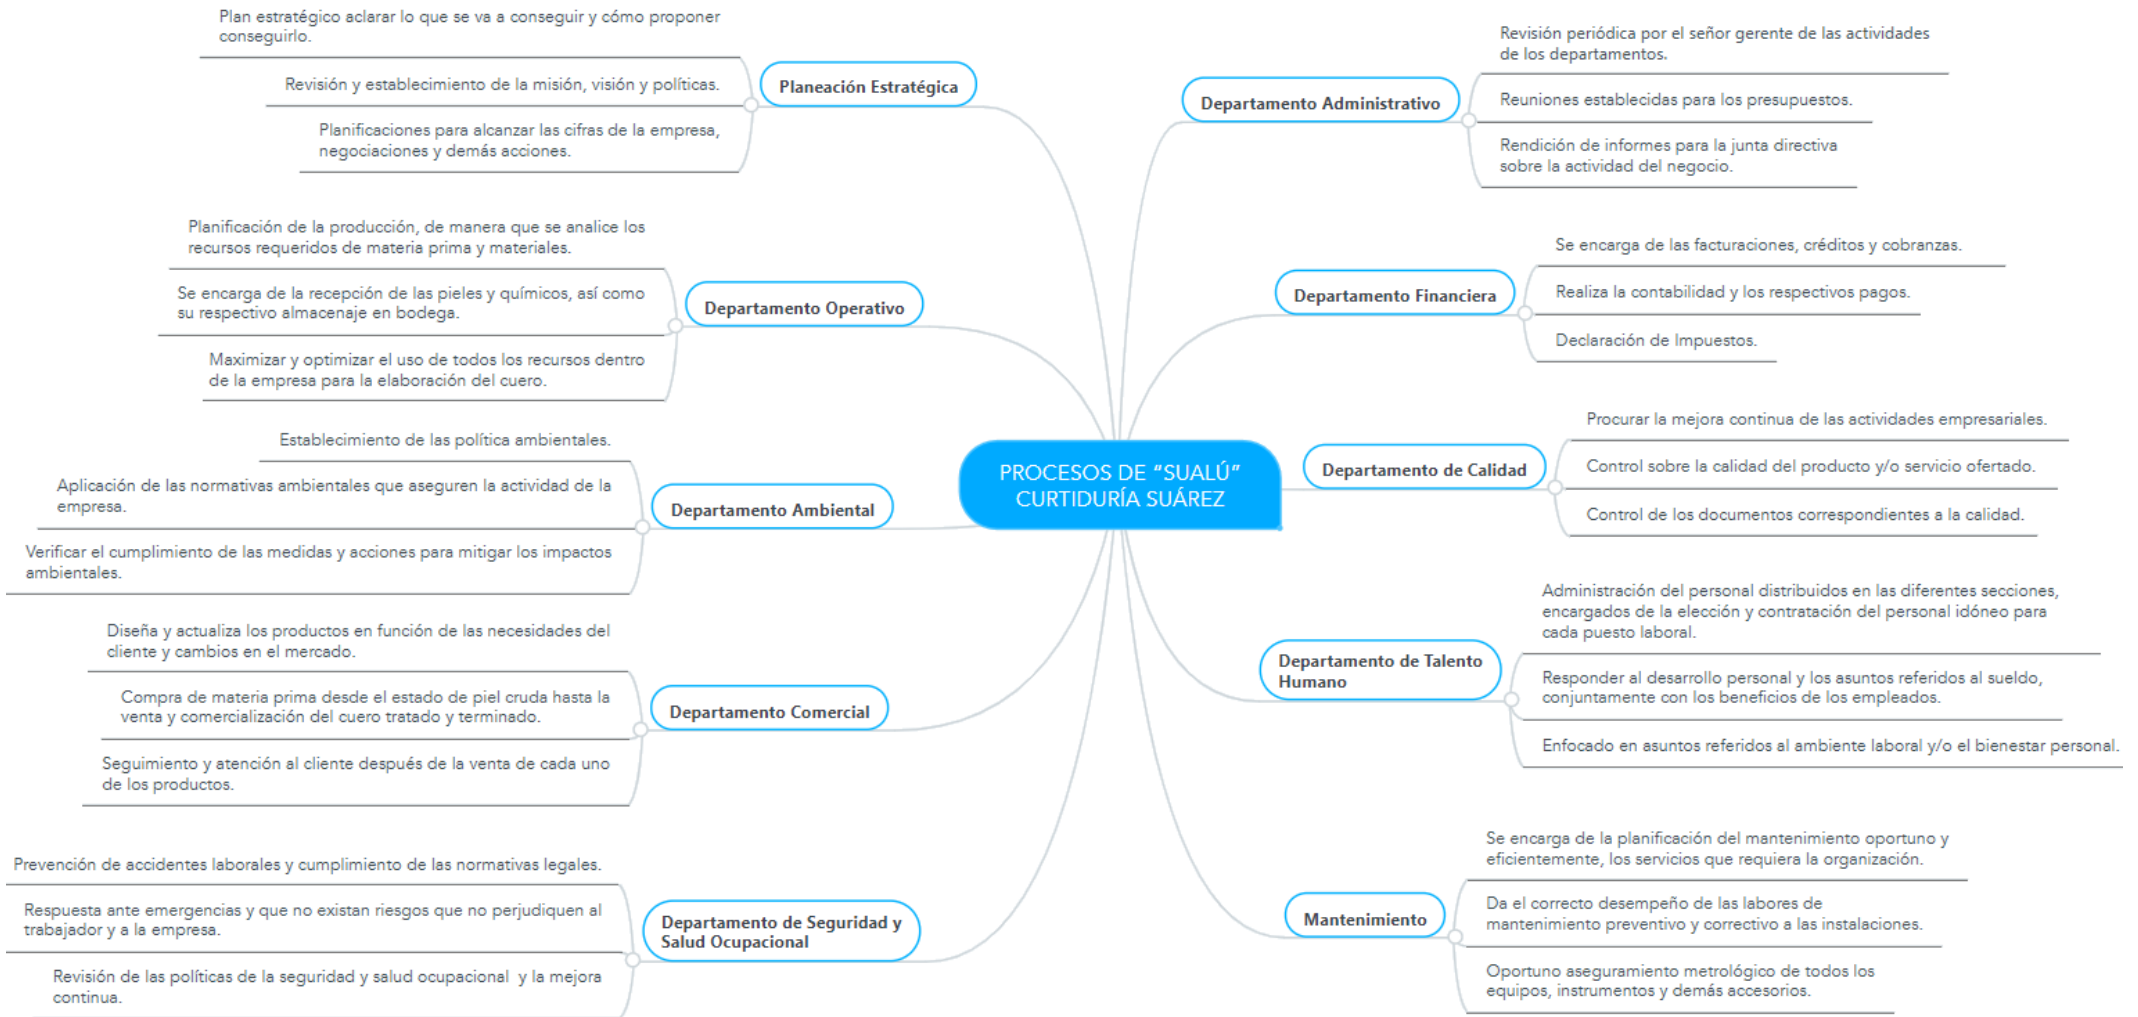 PROCESOS DE “SUALÚ”
CURTIDURÍA SUÁREZ
Planeación Estratégica
Plan estratégico aclarar lo que se va a conseguir y cómo proponer
conseguirlo.
Revisión y establecimiento de la misión, visión y políticas.
Planificaciones para alcanzar las cifras de la empresa,
negociaciones y demás acciones.
Departamento Operativo
Planificación de la producción, de manera que se analice los
recursos requeridos de materia prima y materiales.
Se encarga de la recepción de las pieles y químicos, así como
su respectivo almacenaje en bodega.
Maximizar y optimizar el uso de todos los recursos dentro
de la empresa para la elaboración del cuero.
Departamento Ambiental
Establecimiento de las política ambientales.
Aplicación de las normativas ambientales que aseguren la actividad de la
empresa.
Verificar el cumplimiento de las medidas y acciones para mitigar los impactos
ambientales.
Departamento Comercial
Diseña y actualiza los productos en función de las necesidades del
cliente y cambios en el mercado.
Compra de materia prima desde el estado de piel cruda hasta la
venta y comercialización del cuero tratado y terminado.
Seguimiento y atención al cliente después de la venta de cada uno
de los productos.
Departamento de Seguridad y
Salud Ocupacional
Prevención de accidentes laborales y cumplimiento de las normativas legales.
Respuesta ante emergencias y que no existan riesgos que no perjudiquen al
trabajador y a la empresa.
Revisión de las políticas de la seguridad y salud ocupacional y la mejora
continua.
Departamento Administrativo
Revisión periódica por el señor gerente de las actividades
de los departamentos.
Reuniones establecidas para los presupuestos.
Rendición de informes para la junta directiva
sobre la actividad del negocio.
Departamento Financiera
Se encarga de las facturaciones, créditos y cobranzas.
Realiza la contabilidad y los respectivos pagos.
Declaración de Impuestos.
Departamento de Calidad
Procurar la mejora continua de las actividades empresariales.
Control sobre la calidad del producto y/o servicio ofertado.
Control de los documentos correspondientes a la calidad.
Departamento de Talento
Humano
Administración del personal distribuidos en las diferentes secciones,
encargados de la elección y contratación del personal idóneo para
cada puesto laboral.
Responder al desarrollo personal y los asuntos referidos al sueldo,
conjuntamente con los beneficios de los empleados.
Enfocado en asuntos referidos al ambiente laboral y/o el bienestar personal.
Mantenimiento
Se encarga de la planificación del mantenimiento oportuno y
eficientemente, los servicios que requiera la organización.
Da el correcto desempeño de las labores de
mantenimiento preventivo y correctivo a las instalaciones.
Oportuno aseguramiento metrológico de todos los
equipos, instrumentos y demás accesorios.